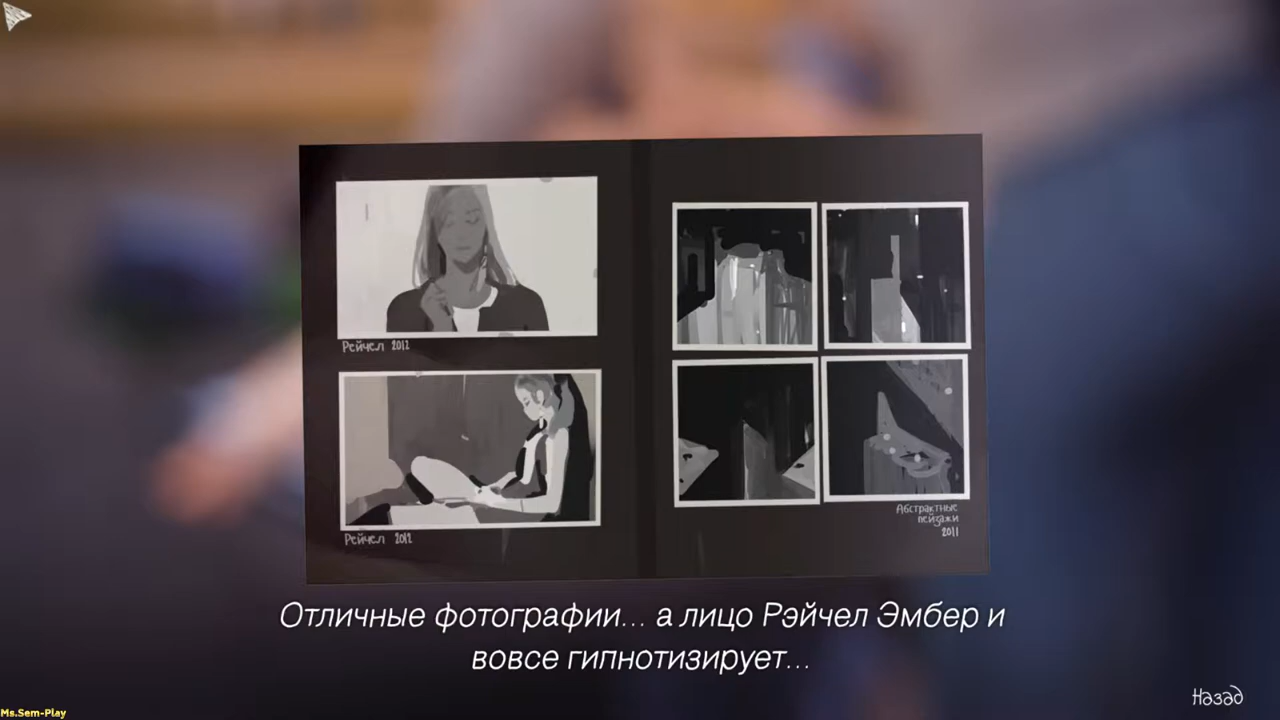 Рейчел 2012
Рейчел 2012
Абстрактные
пейзажи
2011
Отличные фотографии... а лицо Рэйчел Эмбер и
вовсе гипнотизирует...
Назад
Ms.Sem-Play